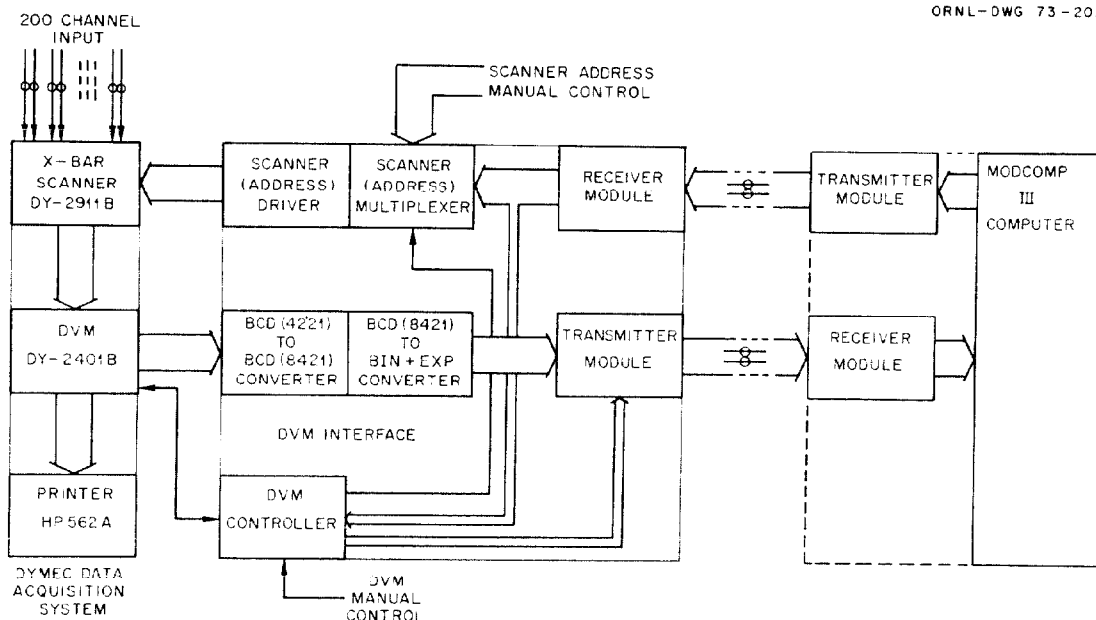 ORNL-DWG 73-20
200 CHANNEL
INPUT
SCANNER ADDRESS
MANUAL CONTROL
X-BAR
SCANNER
DY-2911B
SCANNER
(ADDRESS)
DRIVER
SCANNER
(ADDRESS)
MULTIPLEXER
RECEIVER
MODULE
TRANSMITTER
MODULE
MODCOMP
III
COMPUTER
DVM
DY-2401B
BCD (4221)
TO
BCD (8421)
CONVERTER
BCD (8421)
TO
BIN + EXP
CONVERTER
TRANSMITTER
MODULE
RECEIVER
MODULE
DVM INTERFACE
PRINTER
HP562A
DVM
CONTROLLER
DYMEC DATA
ACQUISITION
SYSTEM
DVM
MANUAL
CONTROL